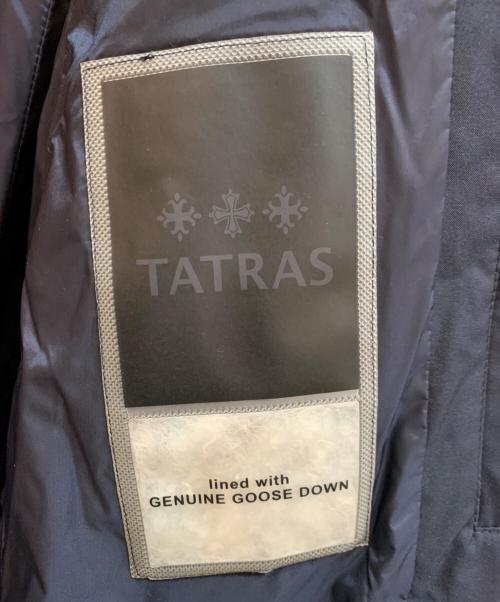 TATRAS
lined with
GENUINE GOOSE DOWN